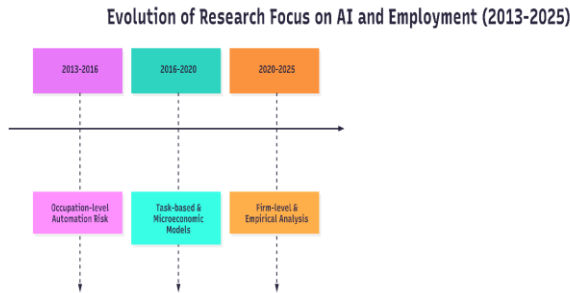 Evolution of Research Focus on AI and Employment (2013-2025)
2013-2016
2016-2020
2020-2025
Occupation-level
Automation Risk
Task-based &
Microeconomic
Models
Firm-level &
Empirical Analysis